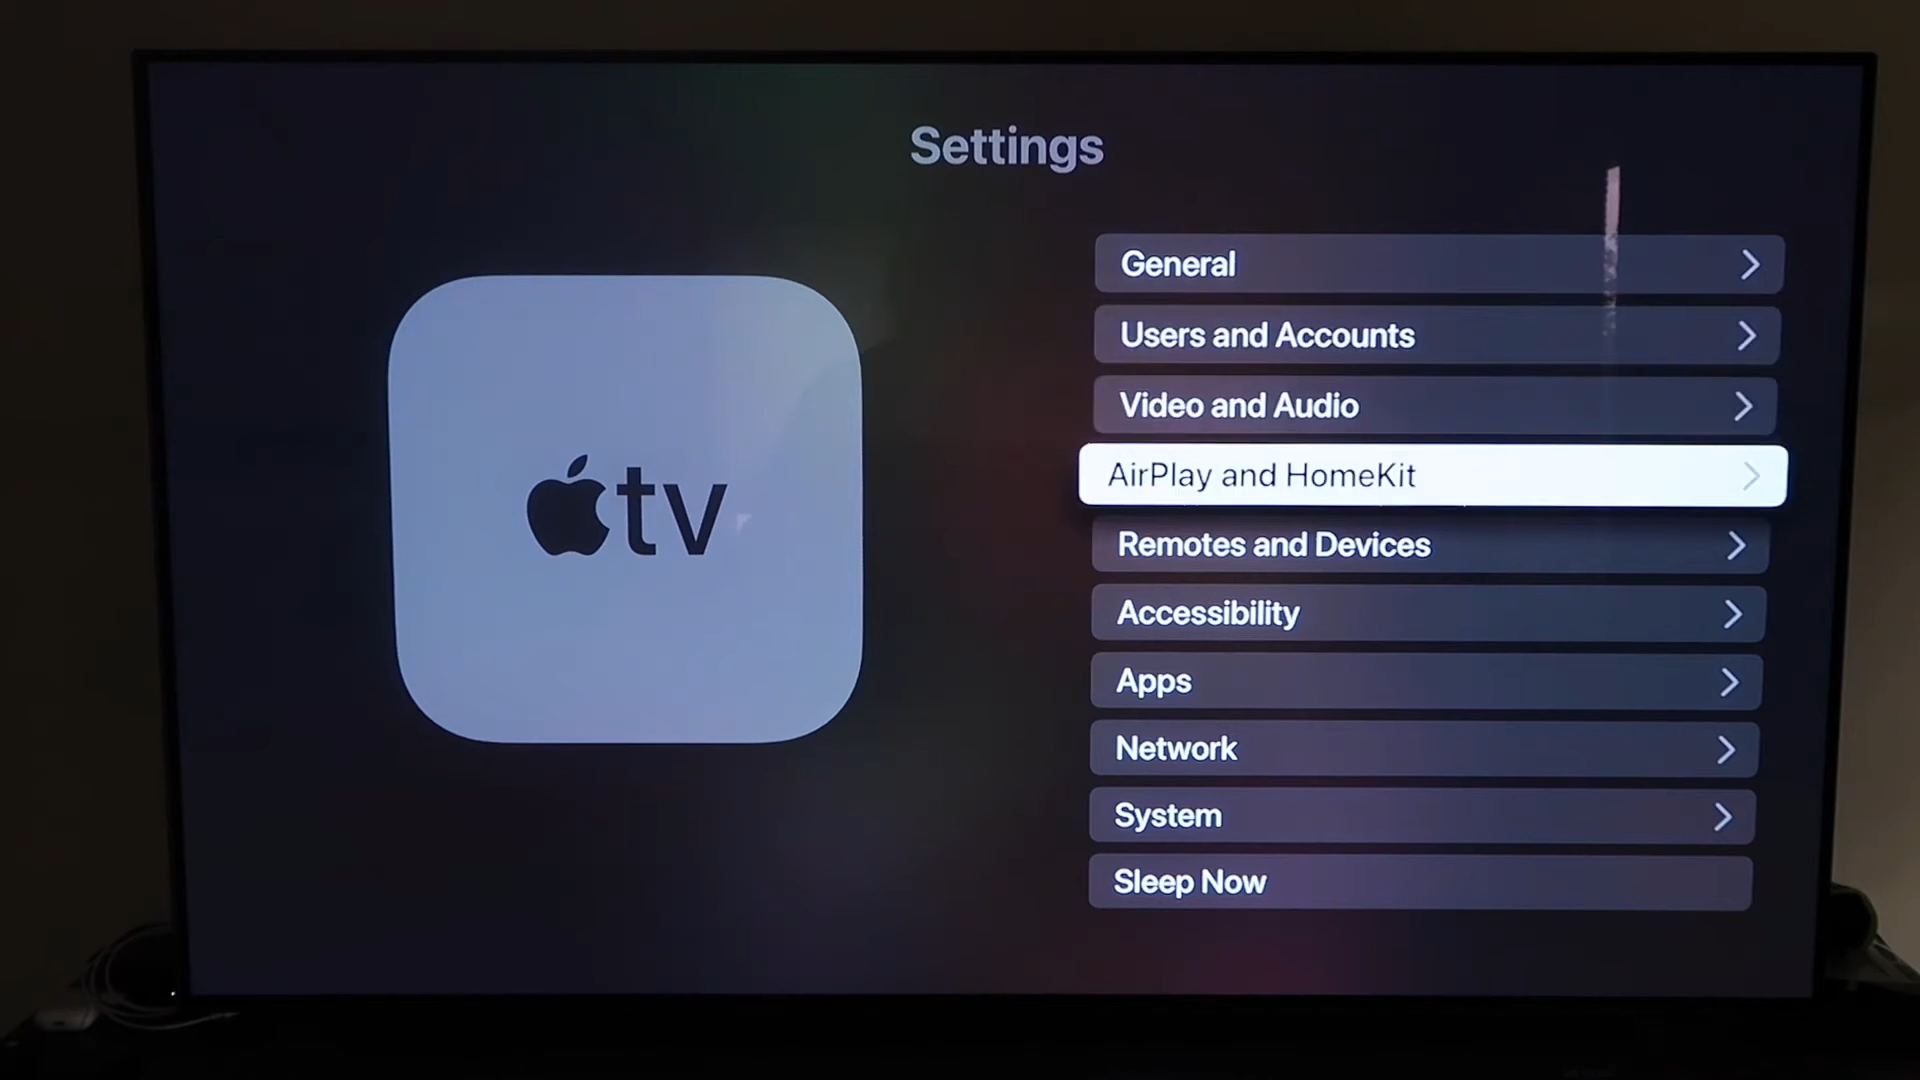 Settings
General
Users and Accounts
Video and Audio
AirPlay and HomeKit
Remotes and Devices
Accessibility
Apps
Network
System
Sleep Now
tv